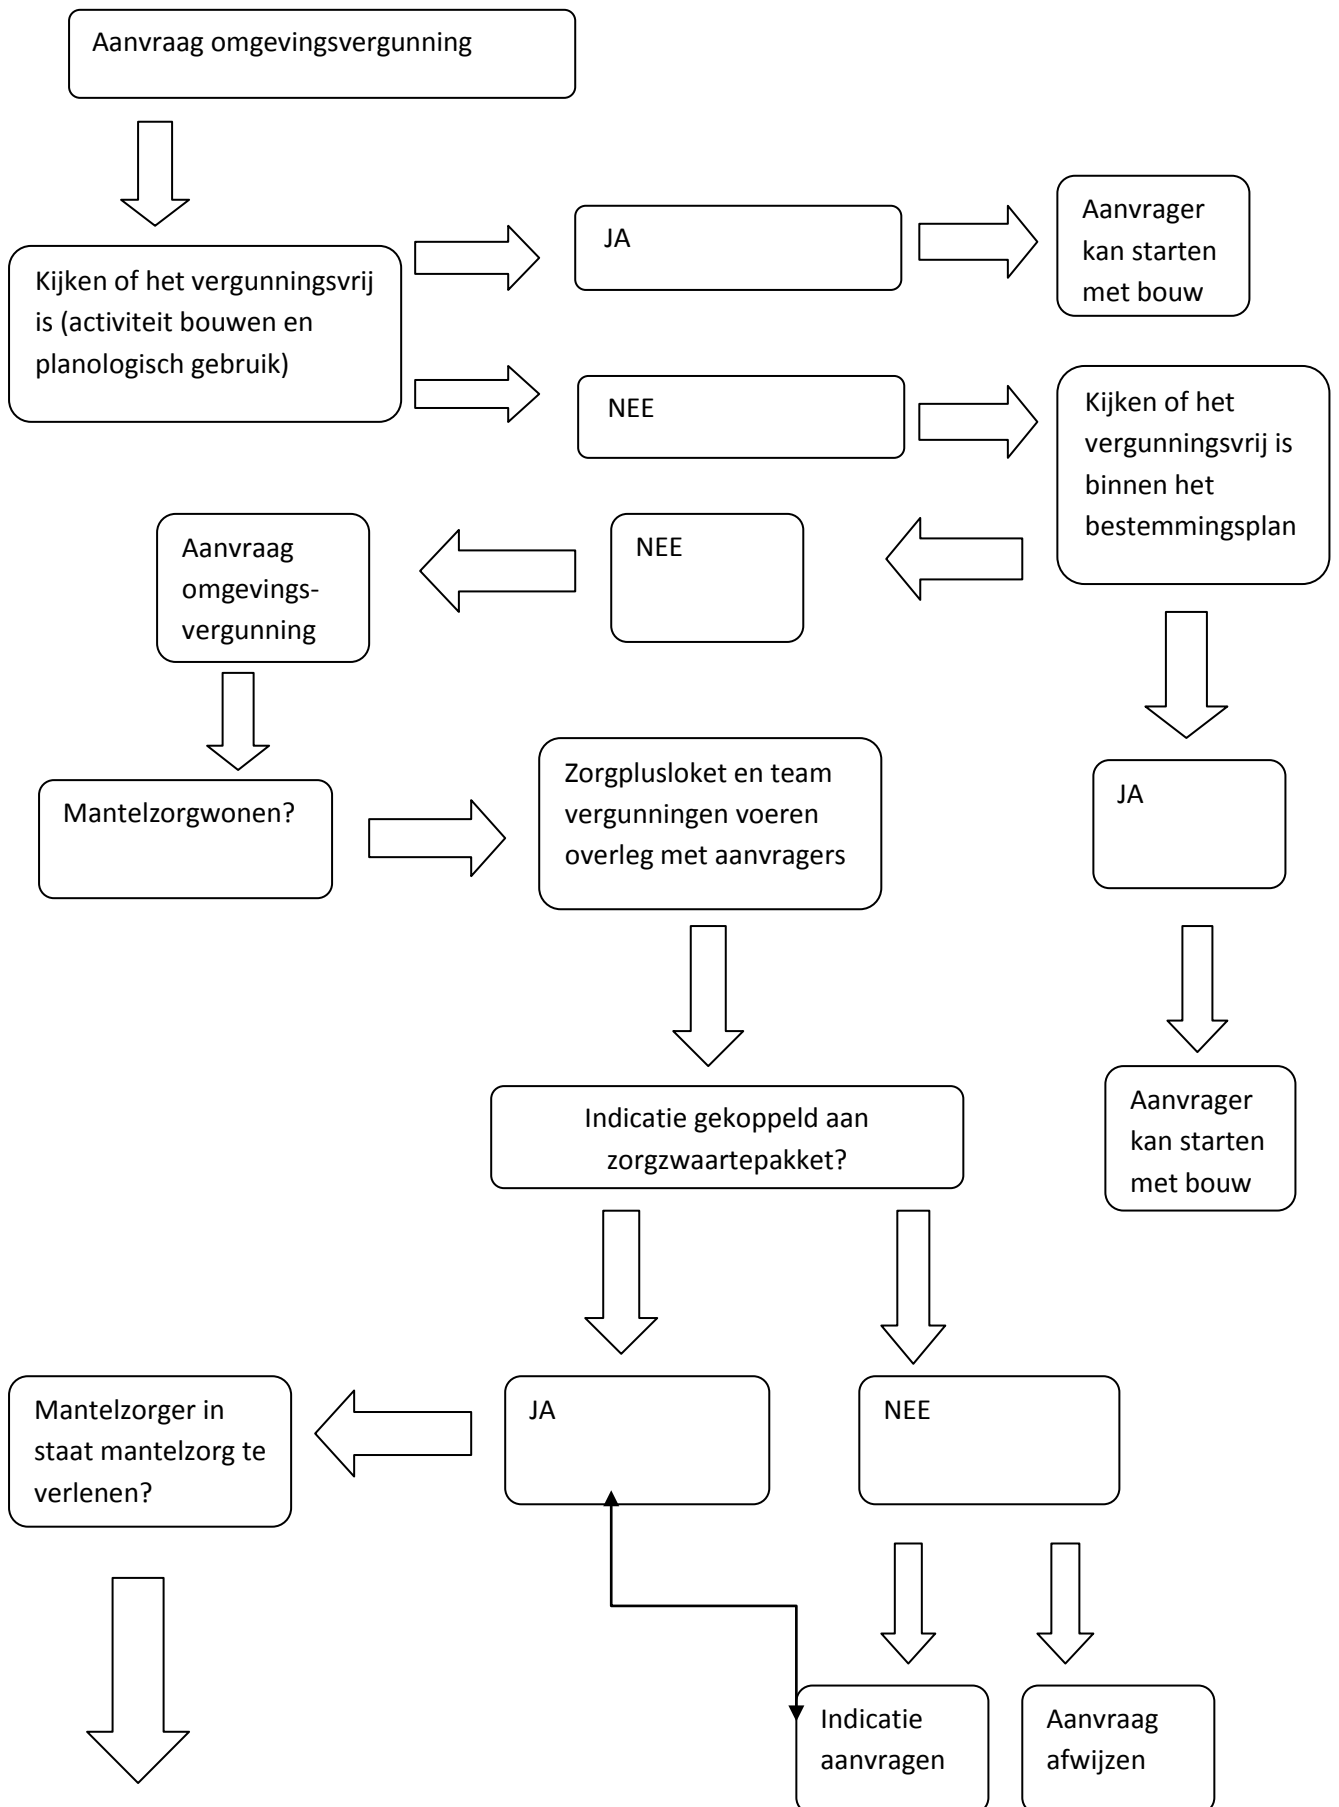 Aanvraag omgevingsvergunning
Kijken of het vergunningsvrij
is (activiteit bouwen en
planologisch gebruik)
JA
Aanvrager
kan starten
met bouw
NEE
Kijken of het
vergunningsvrij is
binnen het
bestemmingsplan
NEE
Aanvraag
omgevings-
vergunning
JA
Aanvrager
kan starten
met bouw
Mantelzorgwonen?
Zorgplusloket en team
vergunningen voeren
overleg met aanvragers
Indicatie gekoppeld aan
zorgzwaartepakket?
JA
NEE
Mantelzorger in
staat mantelzorg te
verlenen?
Indicatie
aanvragen
Aanvraag
afwijzen